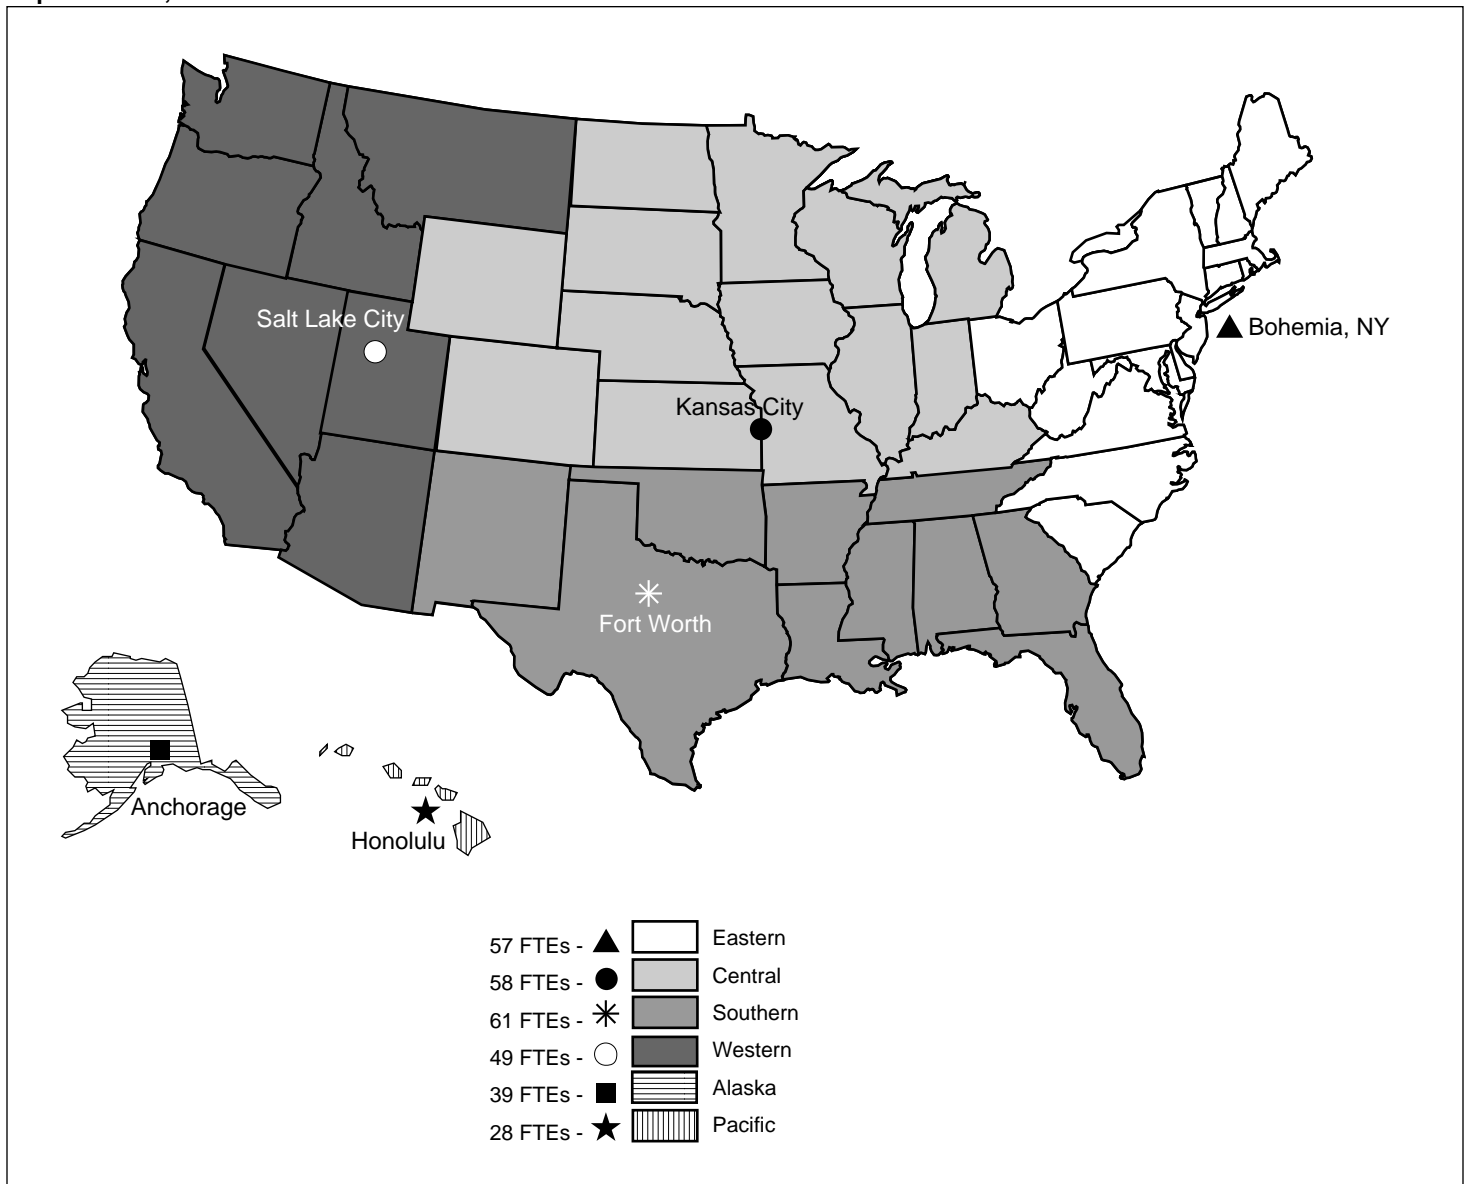 Salt Lake City
Bohemia, NY
Kansas City
Fort Worth
Anchorage
Honolulu
57 FTEs - Eastern
58 FTEs - Central
61 FTEs - Southern
49 FTEs - Western
39 FTEs - Alaska
28 FTEs - Pacific